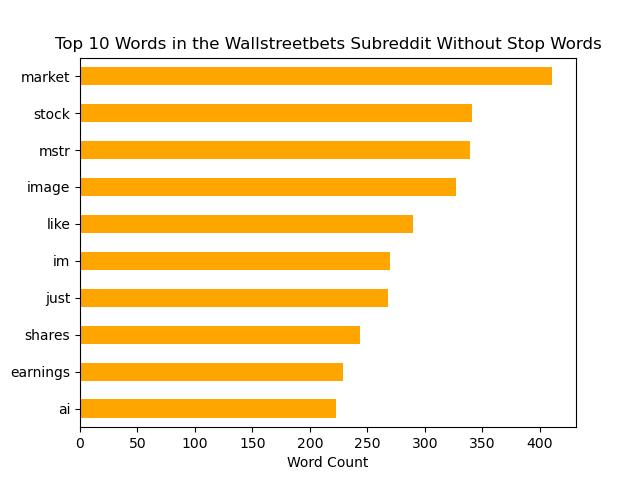 Top 10 Words in the Wallstreetbets Subreddit Without Stop Words
market
stock
mstr
image
like
im
just
shares
earnings
ai
0 50 100 150 200 250 300 350 400
Word Count